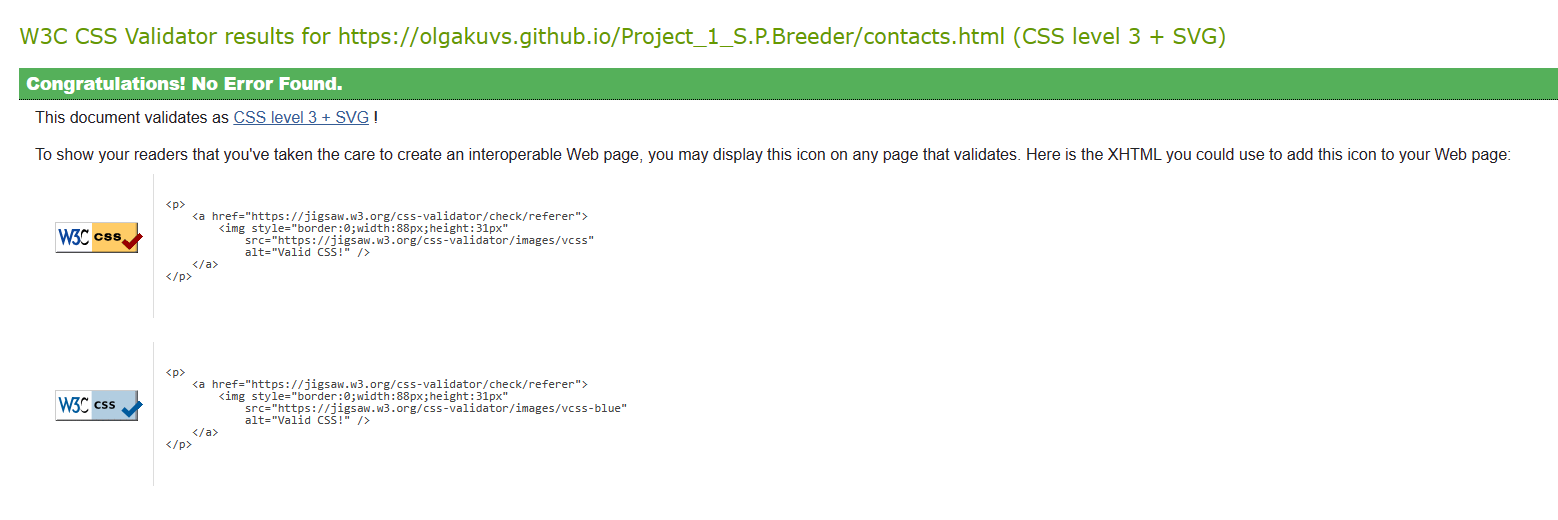 W3C CSS Validator results for https://olgakuvs.github.io/Project_1_S.P.Breeder/contacts.html (CSS level 3 + SVG)
Congratulations! No Error Found.
This document validates as CSS level 3 + SVG !
To show your readers that you've taken the care to create an interoperable Web page, you may display this icon on any page that validates. Here is the XHTML you could use to add this icon to your Web page:
W3C css
<p>
    <a href="https://jigsaw.w3.org/css-validator/check/referer">
        <img style="border:0;width:88px;height:31px"
            src="https://jigsaw.w3.org/css-validator/images/vcss"
            alt="Valid CSS!" />
    </a>
</p>
W3C css
<p>
    <a href="https://jigsaw.w3.org/css-validator/check/referer">
        <img style="border:0;width:88px;height:31px"
            src="https://jigsaw.w3.org/css-validator/images/vcss-blue"
            alt="Valid CSS!" />
    </a>
</p>